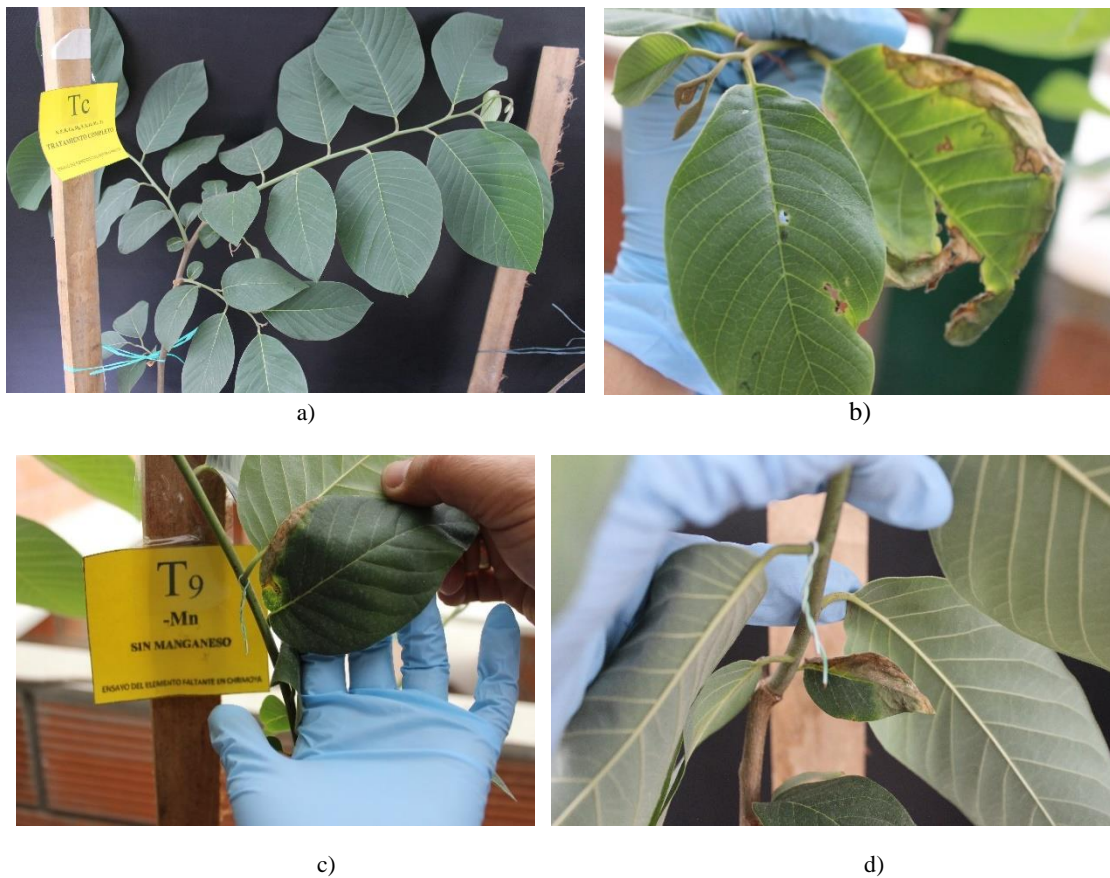 Tc
TRATAMIENTO COMPLETO
a)
b)
T9
-Mn
SIN MANGANESO
ENSAYO DEL ELEMENTO FALTANTE EN CHIRIMOYA
c)
d)